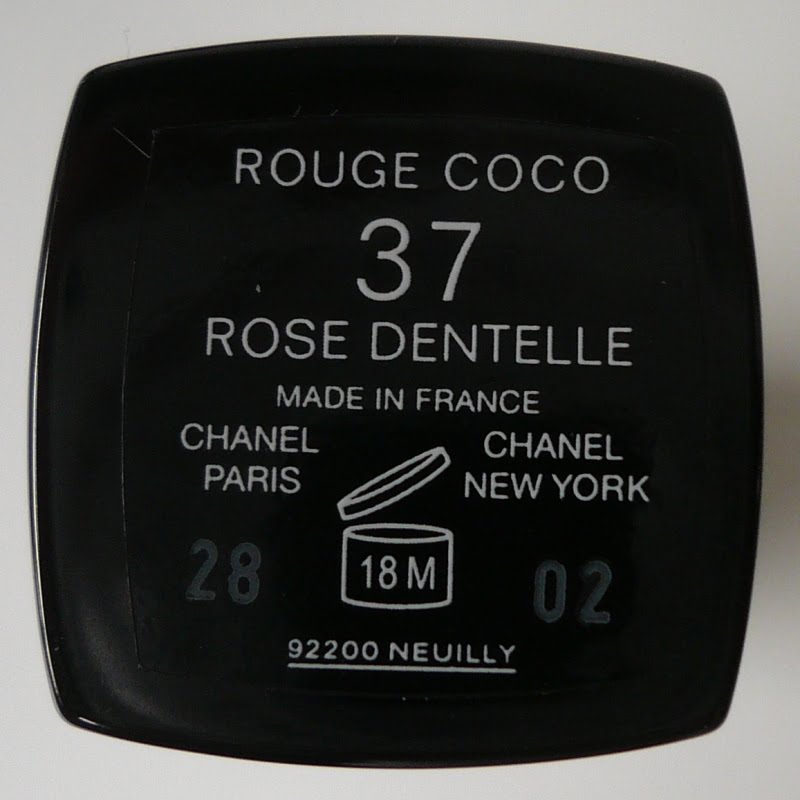 ROUGE COCO
37
ROSE DENTELLE
MADE IN FRANCE
CHANEL PARIS
CHANEL NEW YORK
28
18 M
02
92200 NEUILLY